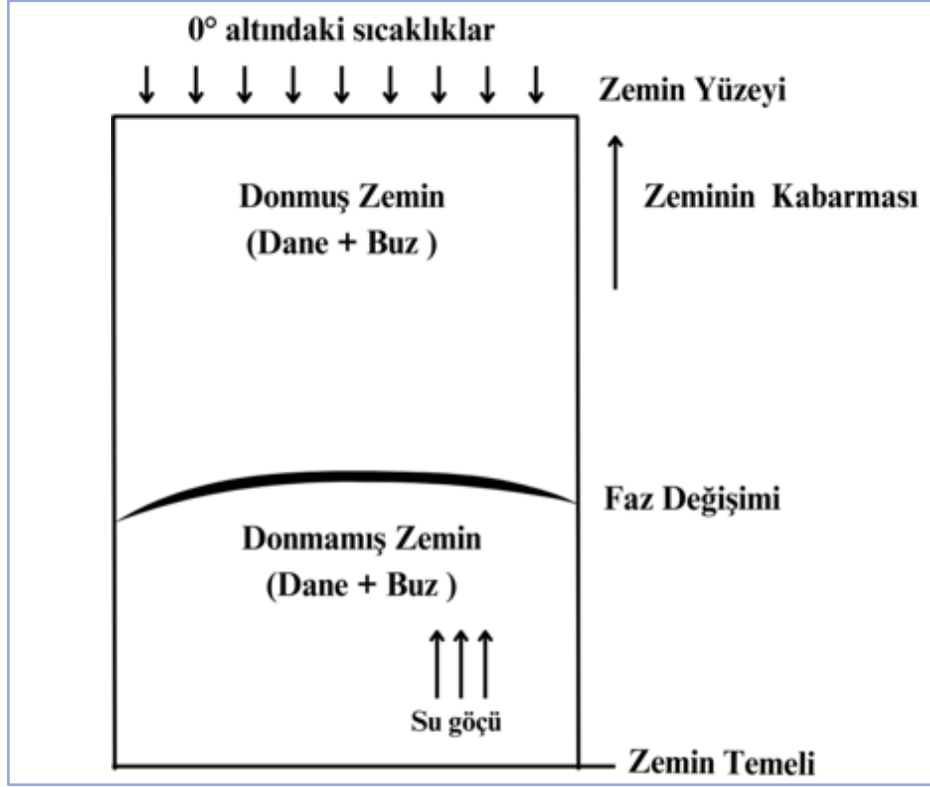 0° altındaki sıcaklıklar
Zemin Yüzeyi
Donmuş Zemin
(Dane + Buz )
Zeminin Kabarması
Faz Değişimi
Donmamış Zemin
(Dane + Buz )
Su göçü
Zemin Temeli